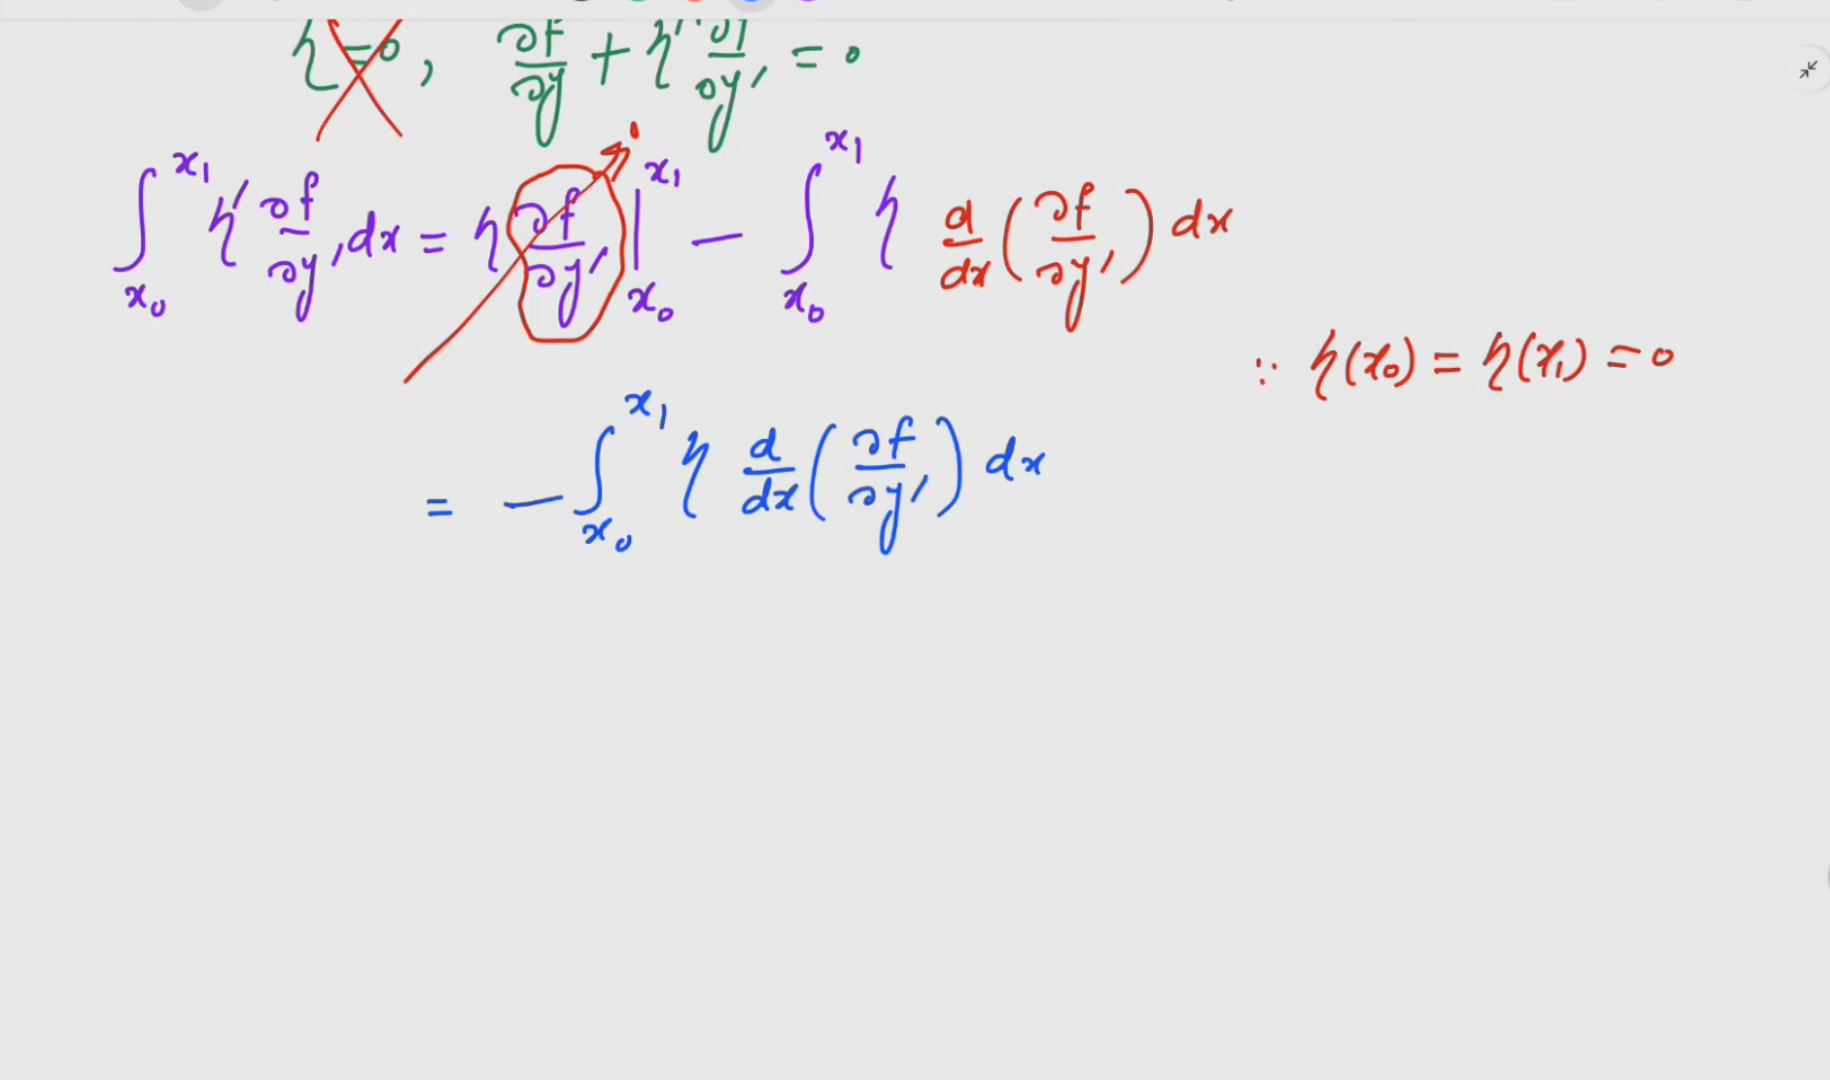 η = 0, ∂f/∂y + η' ∂f/∂y' = 0
∫_{x₀}^{x₁} η' ∂f/∂y' dx = η ∂f/∂y' |_{x₀}^{x₁} − ∫_{x₀}^{x₁} η d/dx (∂f/∂y') dx
∵ η(x₀) = η(x₁) = 0
= − ∫_{x₀}^{x₁} η d/dx (∂f/∂y') dx